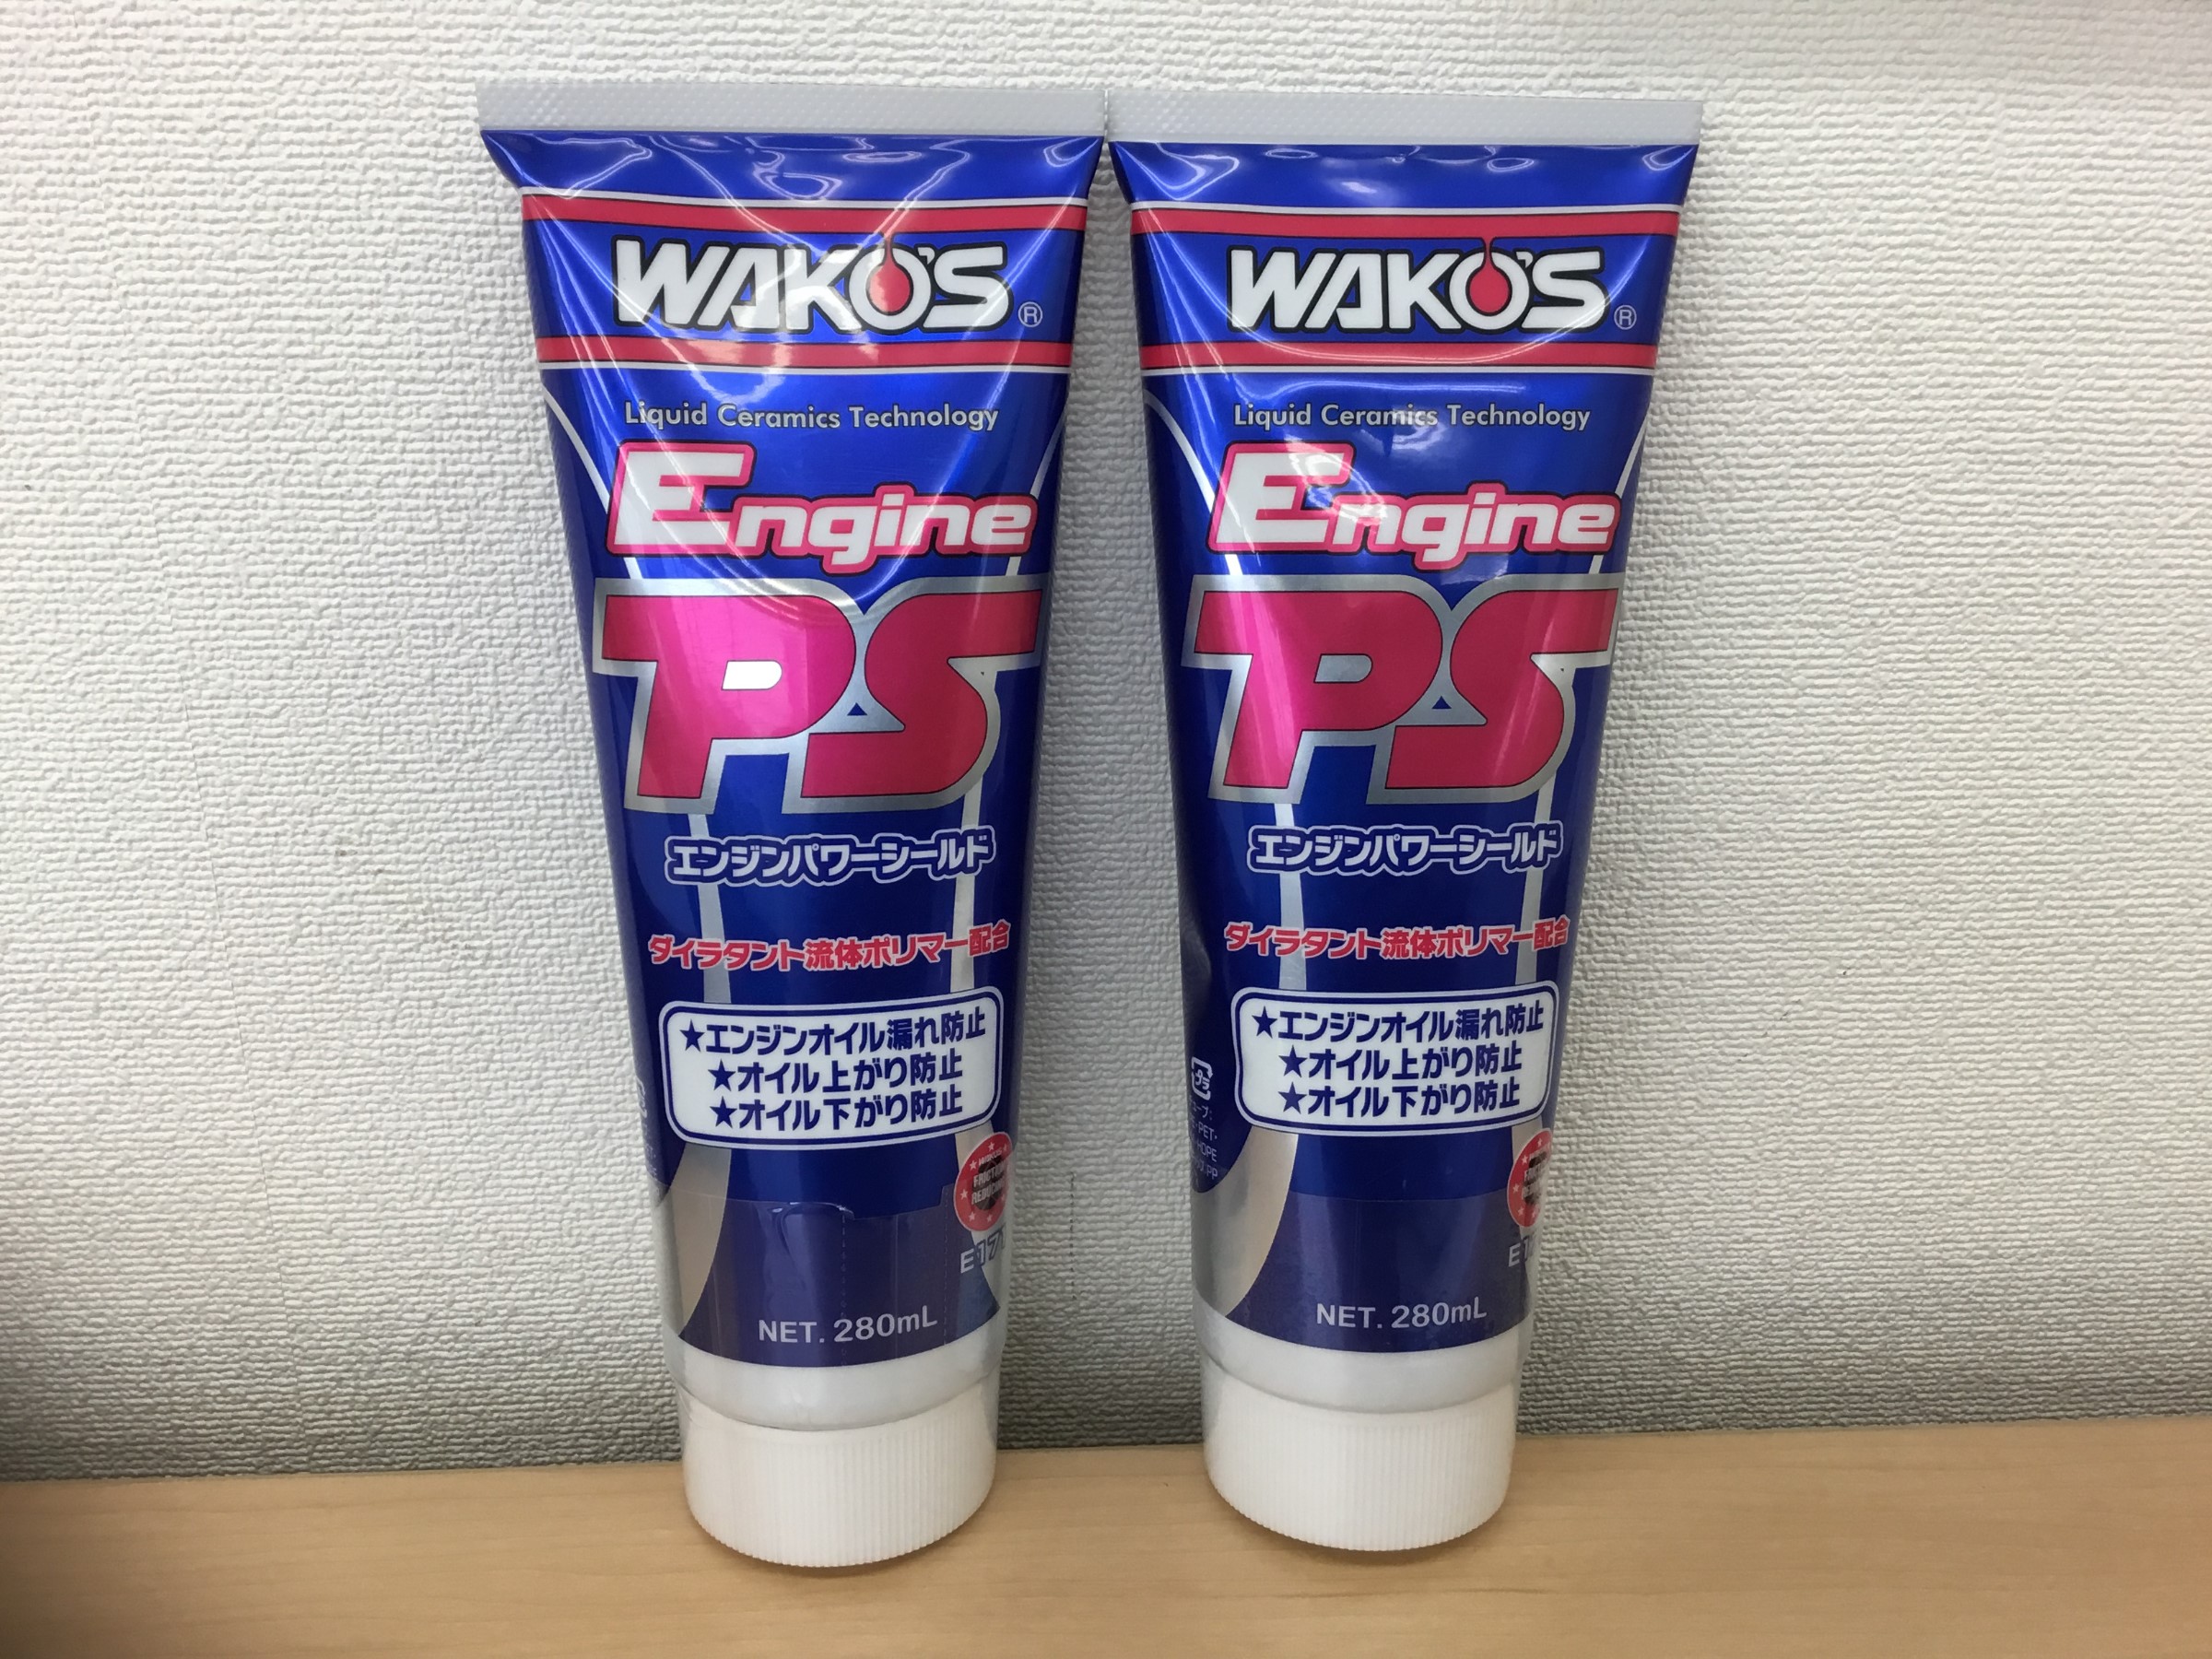 WAKO'S®
Liquid Ceramics Technology
Engine
PS
エンジンパワーシールド
ダイラタント流体ポリマー配合
★エンジンオイル漏れ防止
★オイル上がり防止
★オイル下がり防止
FRICTION
E17
NET. 280mL
WAKO'S®
Liquid Ceramics Technology
Engine
PS
エンジンパワーシールド
ダイラタント流体ポリマー配合
★エンジンオイル漏れ防止
★オイル上がり防止
★オイル下がり防止
プラ
PET
PP
NET. 280mL